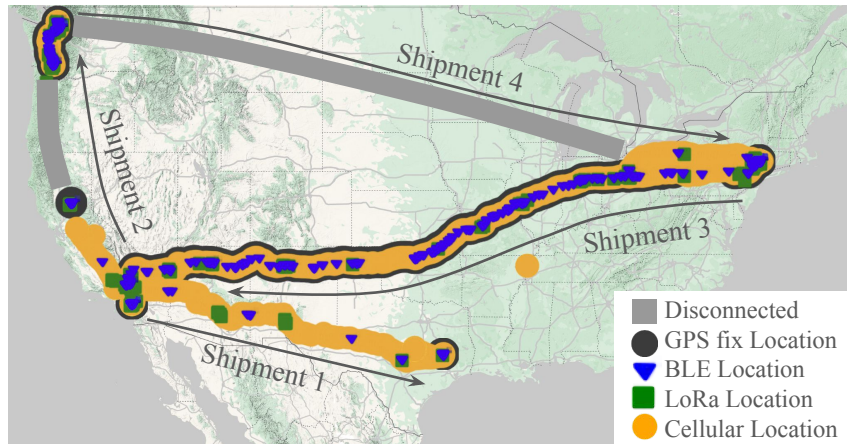 Shipment 4
Shipment 2
Shipment 3
Shipment 1
Disconnected
GPS fix Location
BLE Location
LoRa Location
Cellular Location